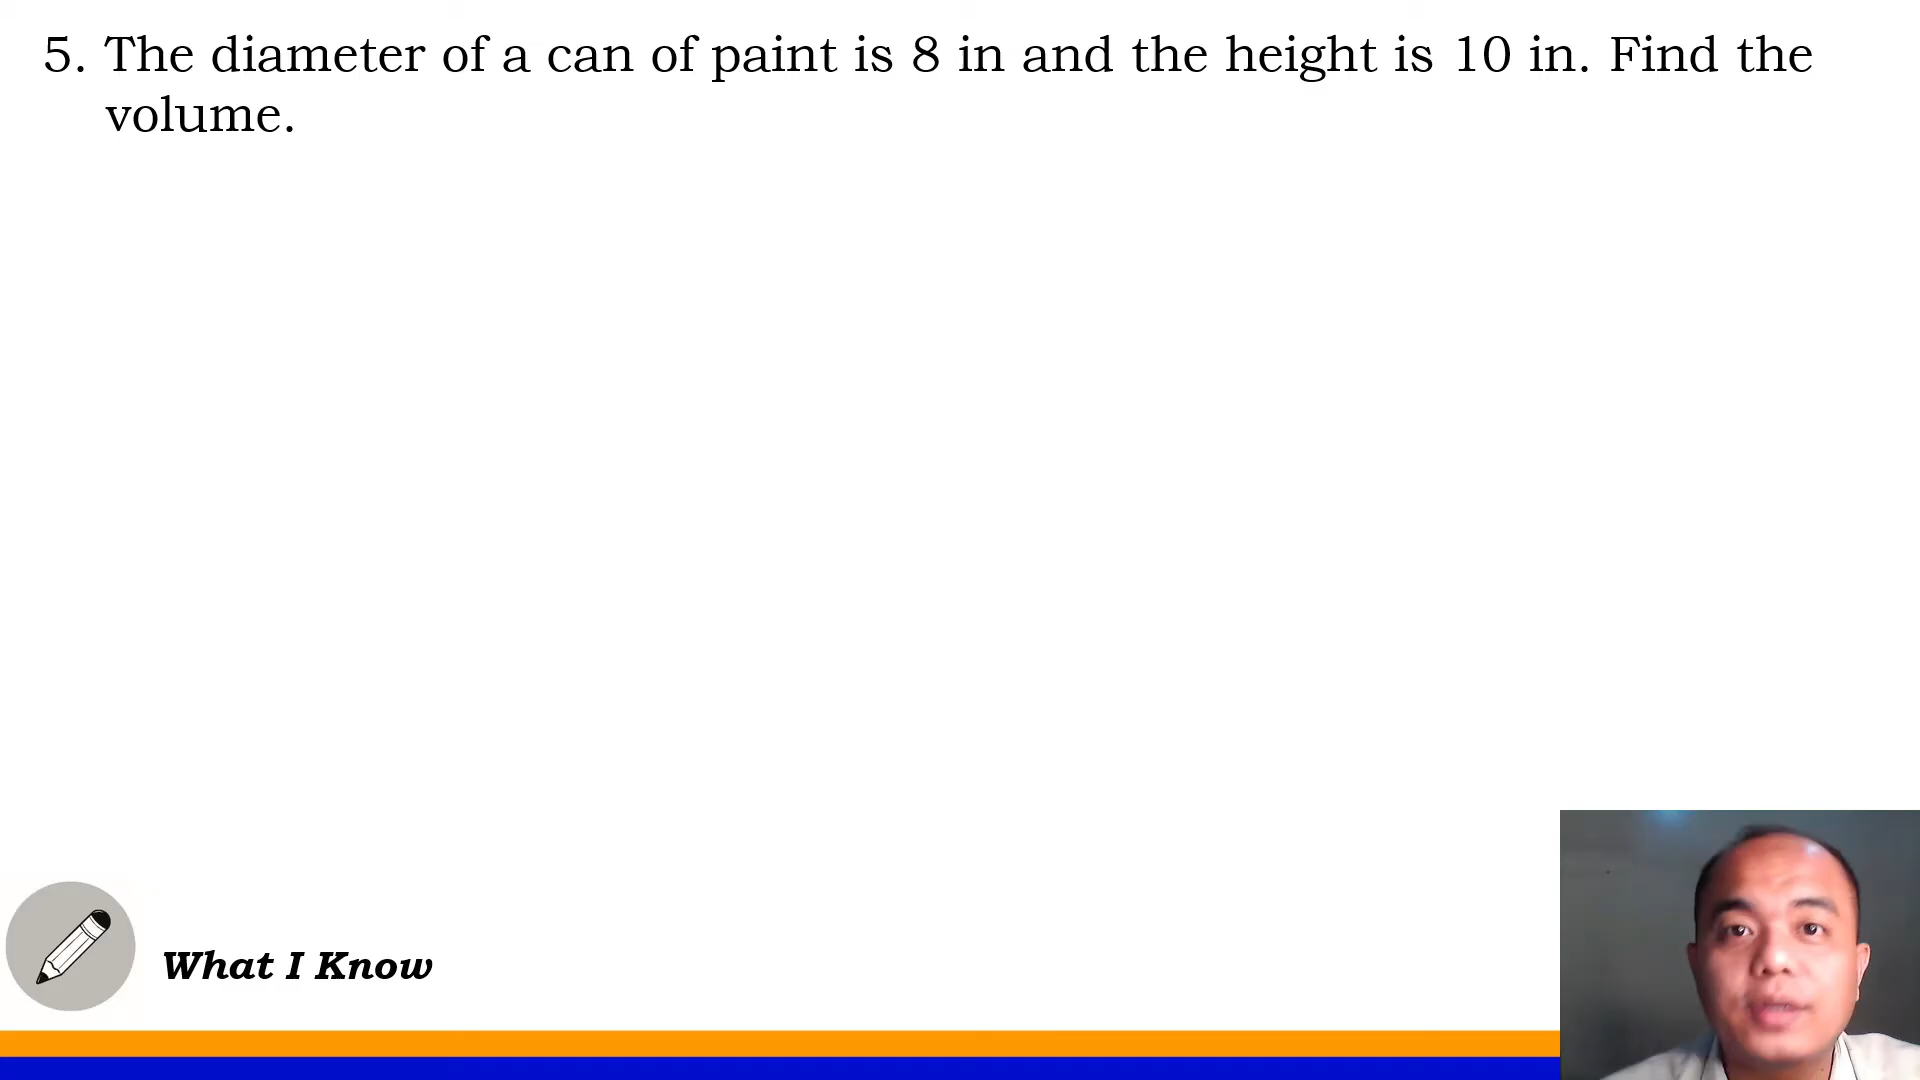 5. The diameter of a can of paint is 8 in and the height is 10 in. Find the
volume.
What I Know